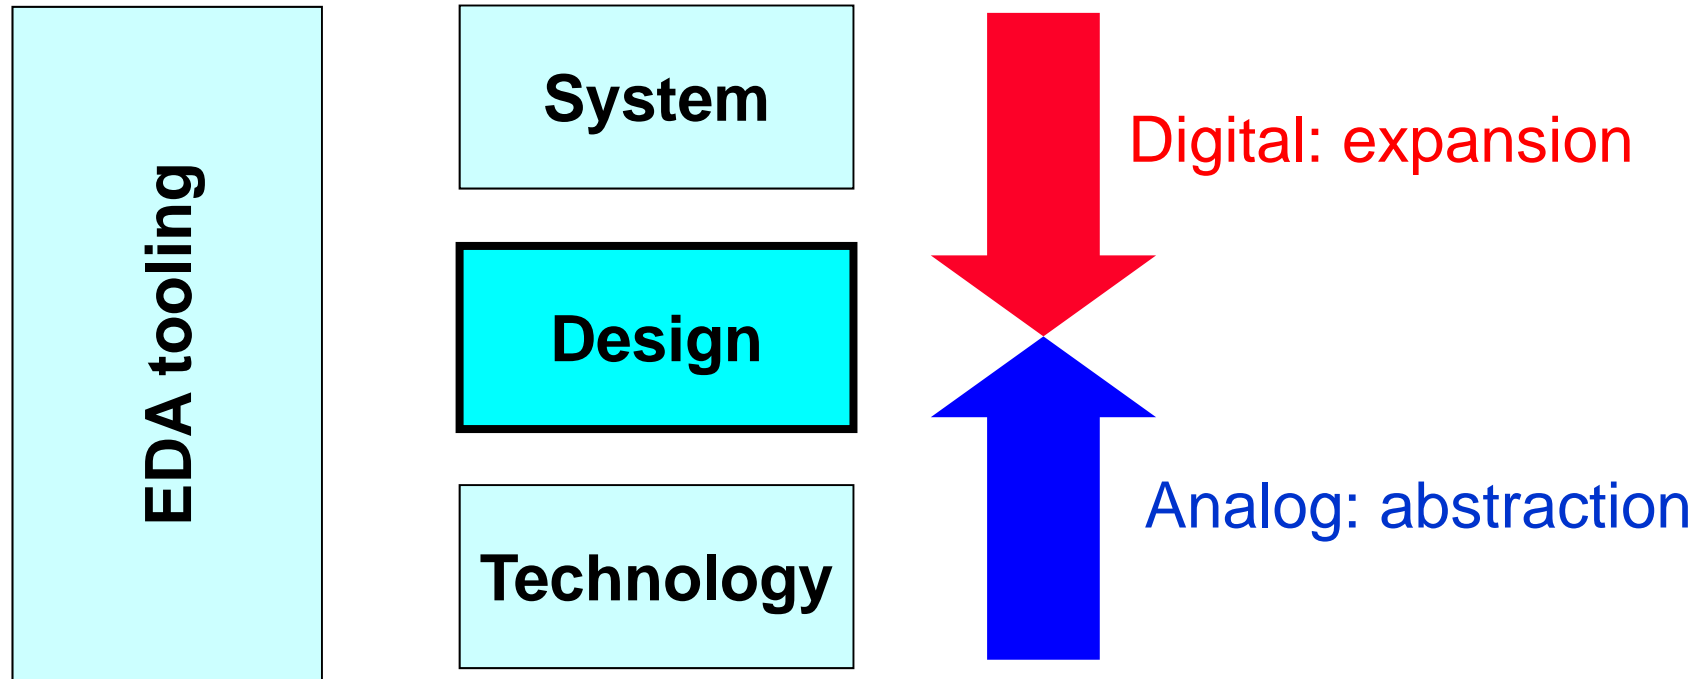 EDA tooling
System
Design
Technology
Digital: expansion
Analog: abstraction